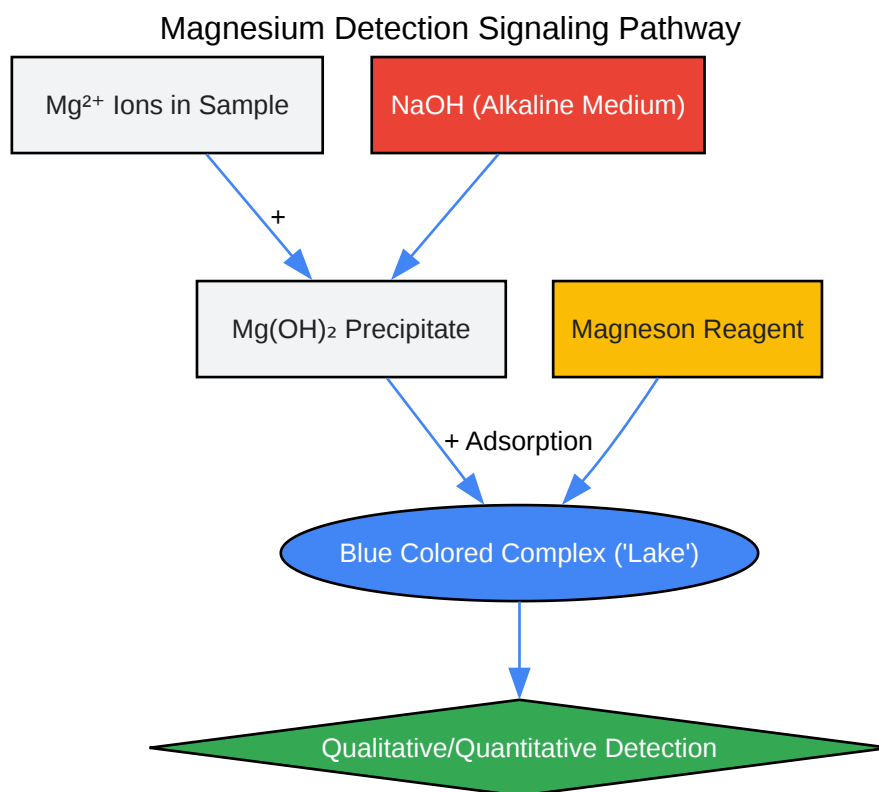 Magnesium Detection Signaling Pathway
Mg²⁺ Ions in Sample
NaOH (Alkaline Medium)
+
Mg(OH)₂ Precipitate
Magneson Reagent
+ Adsorption
Blue Colored Complex ('Lake')
Qualitative/Quantitative Detection